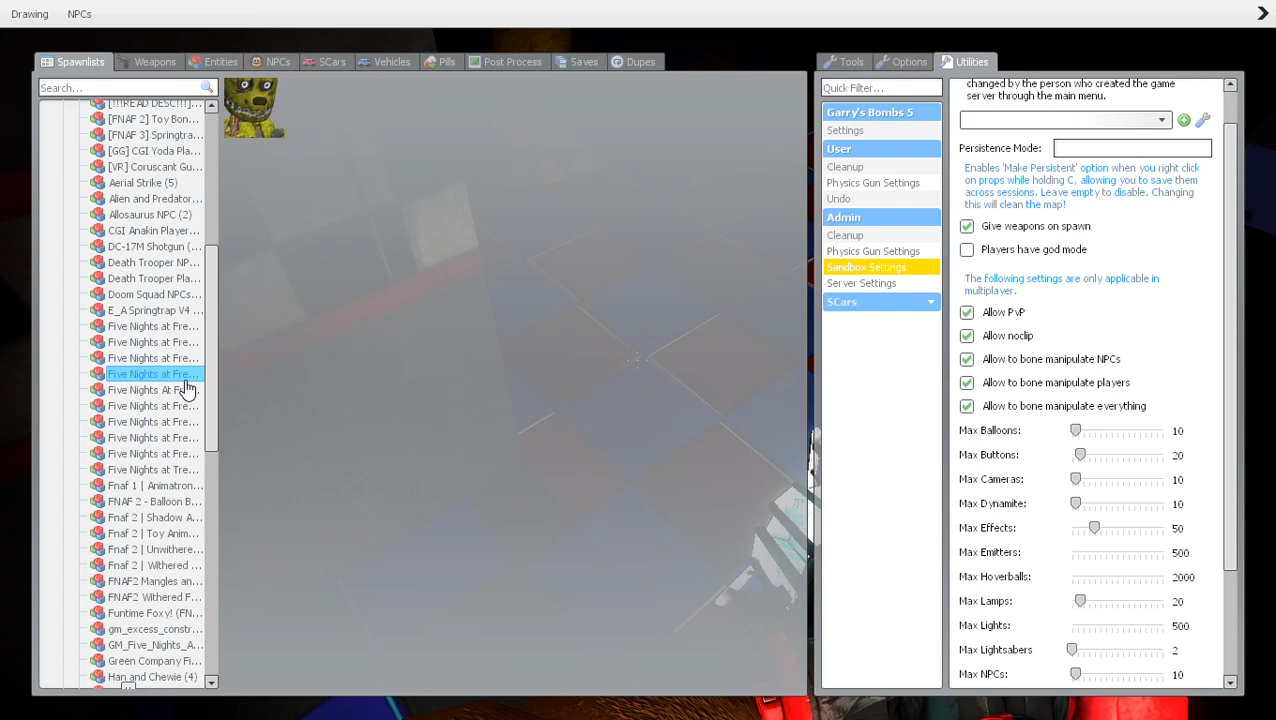 Drawing NPCs
Spawnlists Weapons Entities NPCs SCars Vehicles Pills Post Process Saves Dupes
Search...
[!!!!READ DESC!!!]...
[FNAF 2] Toy Bon...
[FNAF 3] Springtra...
[GG] CGI Yoda Pla...
[VR] Coruscant Gu...
Aerial Strike (5)
Alien and Predator...
Allosaurus NPC (2)
CGI Anakin Player...
DC-17M Shotgun (...
Death Trooper NP...
Death Trooper Pla...
Doom Squad NPCs...
E_A Springtrap V4 ...
Five Nights at Fre...
Five Nights at Fre...
Five Nights at Fre...
Five Nights at Fre...
Five Nights At Fr...
Five Nights at Fre...
Five Nights at Fre...
Five Nights at Fre...
Five Nights at Fre...
Five Nights at Tre...
Fnaf 1 | Animatron...
FNAF 2 - Balloon B...
Fnaf 2 | Shadow A...
Fnaf 2 | Toy Anim...
Fnaf 2 | Unwithere...
Fnaf 2 | Withered ...
FNAF2 Mangles an...
FNAF2 Withered F...
Funtime Foxy! (FN...
gm_excess_constr...
GM_Five_Nights_A...
Green Company Fi...
Han and Chewie (4)
Tools Options Utilities
Quick Filter...
Garry's Bombs 5
Settings
User
Cleanup
Physics Gun Settings
Undo
Admin
Cleanup
Physics Gun Settings
Sandbox Settings
Server Settings
SCars
changed by the person who created the game
server through the main menu.
Persistence Mode:
Enables 'Make Persistent' option when you right click
on props while holding C, allowing you to save them
across sessions. Leave empty to disable. Changing
this will clean the map!
Give weapons on spawn
Players have god mode
The following settings are only applicable in
multiplayer.
Allow PvP
Allow noclip
Allow to bone manipulate NPCs
Allow to bone manipulate players
Allow to bone manipulate everything
Max Balloons: 10
Max Buttons: 20
Max Cameras: 10
Max Dynamite: 10
Max Effects: 50
Max Emitters: 500
Max Hoverballs: 2000
Max Lamps: 20
Max Lights: 500
Max Lightsabers 2
Max NPCs: 10